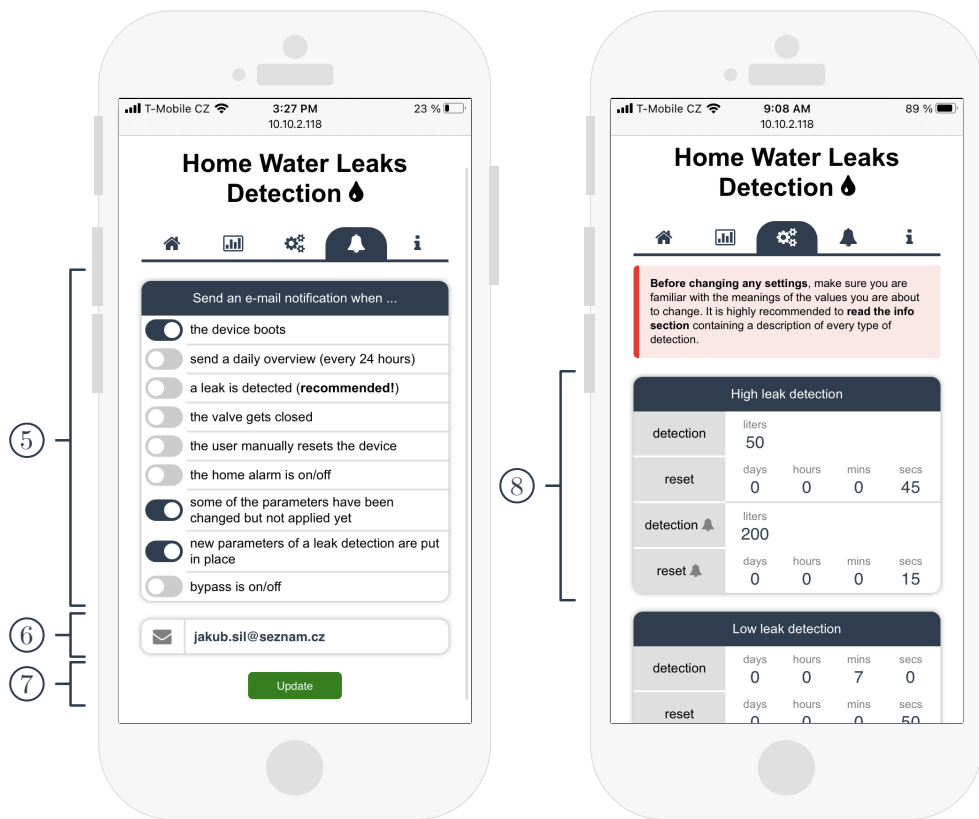 T-Mobile CZ 3:27 PM 23 %
10.10.2.118
Home Water Leaks
Detection
Send an e-mail notification when ...
the device boots
send a daily overview (every 24 hours)
a leak is detected (recommended!)
the valve gets closed
the user manually resets the device
the home alarm is on/off
some of the parameters have been
changed but not applied yet
new parameters of a leak detection are put
in place
bypass is on/off
jakub.sil@seznam.cz
Update
5
6
7
T-Mobile CZ 9:08 AM 89 %
10.10.2.118
Home Water Leaks
Detection
Before changing any settings, make sure you are
familiar with the meanings of the values you are about
to change. It is highly recommended to read the info
section containing a description of every type of
detection.
8
High leak detection
liters
detection 50
days hours mins secs
reset 0 0 0 45
liters
detection 200
days hours mins secs
reset 0 0 0 15
Low leak detection
days hours mins secs
detection 0 0 7 0
days hours mins secs
reset 0 0 0 50